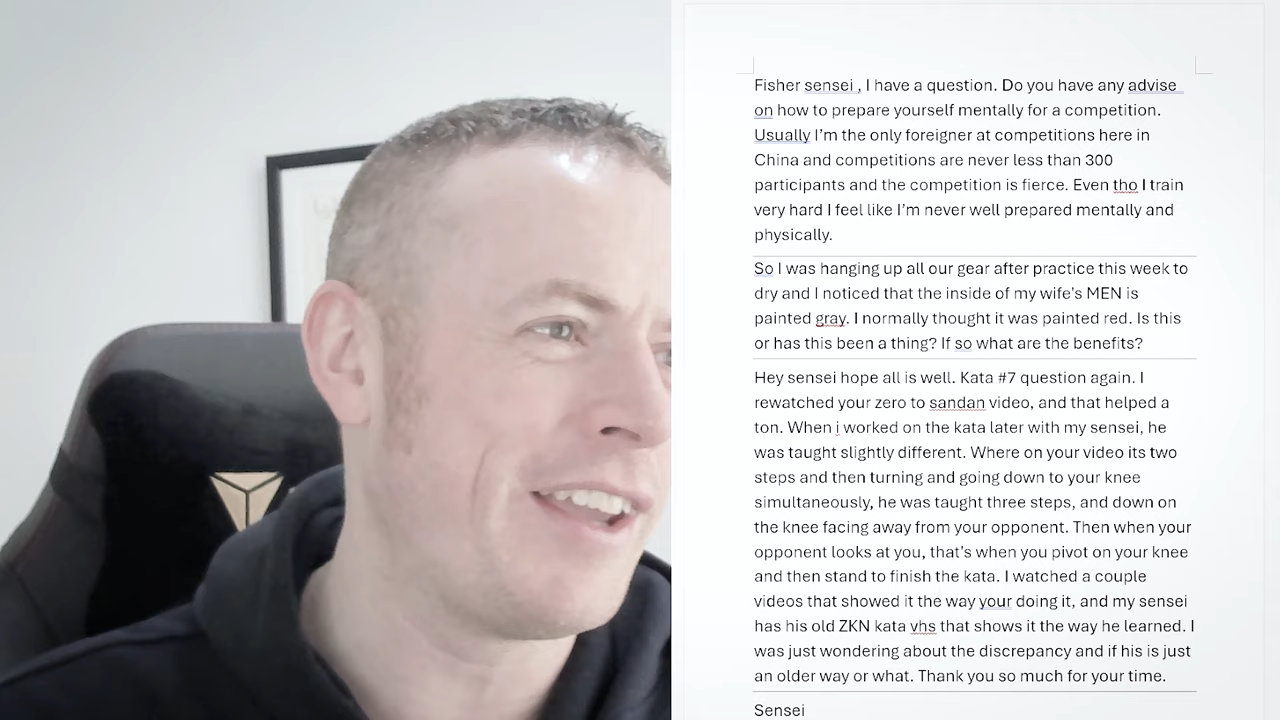 Fisher sensei , I have a question. Do you have any advise
on how to prepare yourself mentally for a competition.
Usually I’m the only foreigner at competitions here in
China and competitions are never less than 300
participants and the competition is fierce. Even tho I train
very hard I feel like I’m never well prepared mentally and
physically.
So I was hanging up all our gear after practice this week to
dry and I noticed that the inside of my wife's MEN is
painted gray. I normally thought it was painted red. Is this
or has this been a thing? If so what are the benefits?
Hey sensei hope all is well. Kata #7 question again. I
rewatched your zero to sandan video, and that helped a
ton. When i worked on the kata later with my sensei, he
was taught slightly different. Where on your video its two
steps and then turning and going down to your knee
simultaneously, he was taught three steps, and down on
the knee facing away from your opponent. Then when your
opponent looks at you, that's when you pivot on your knee
and then stand to finish the kata. I watched a couple
videos that showed it the way your doing it, and my sensei
has his old ZKN kata vhs that shows it the way he learned. I
was just wondering about the discrepancy and if his is just
an older way or what. Thank you so much for your time.
Sensei